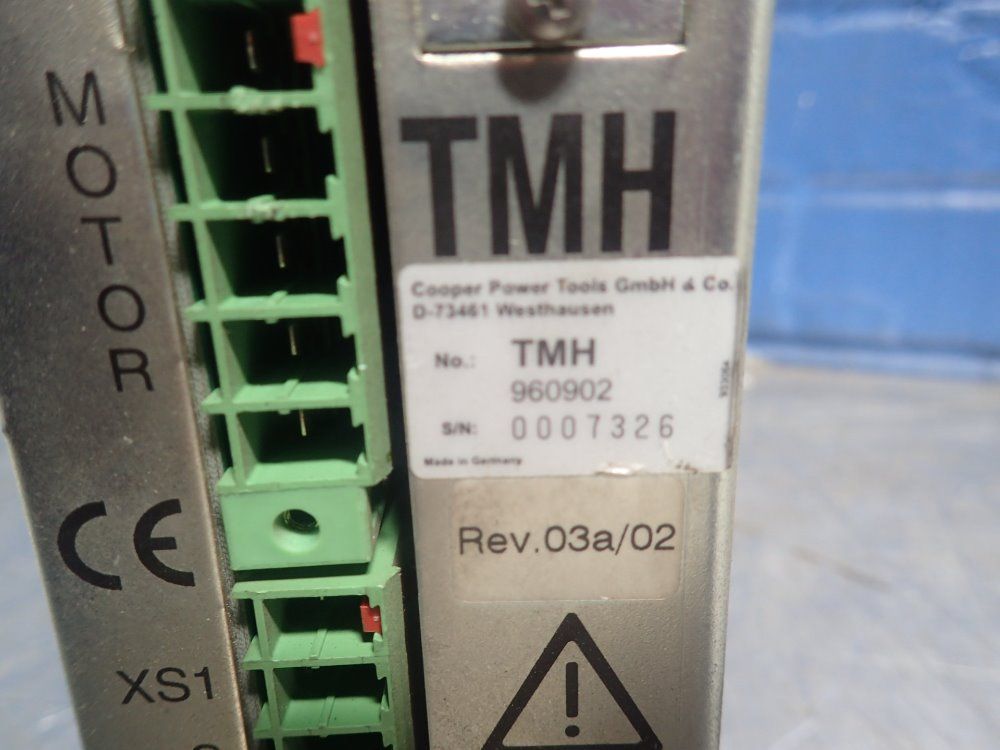 MOTOR
CE
XS1
TMH
Cooper Power Tools GmbH & Co.
D-73461 Westhausen
No.: TMH
960902
S/N: 0007326
Made in Germany
Rev.03a/02
!